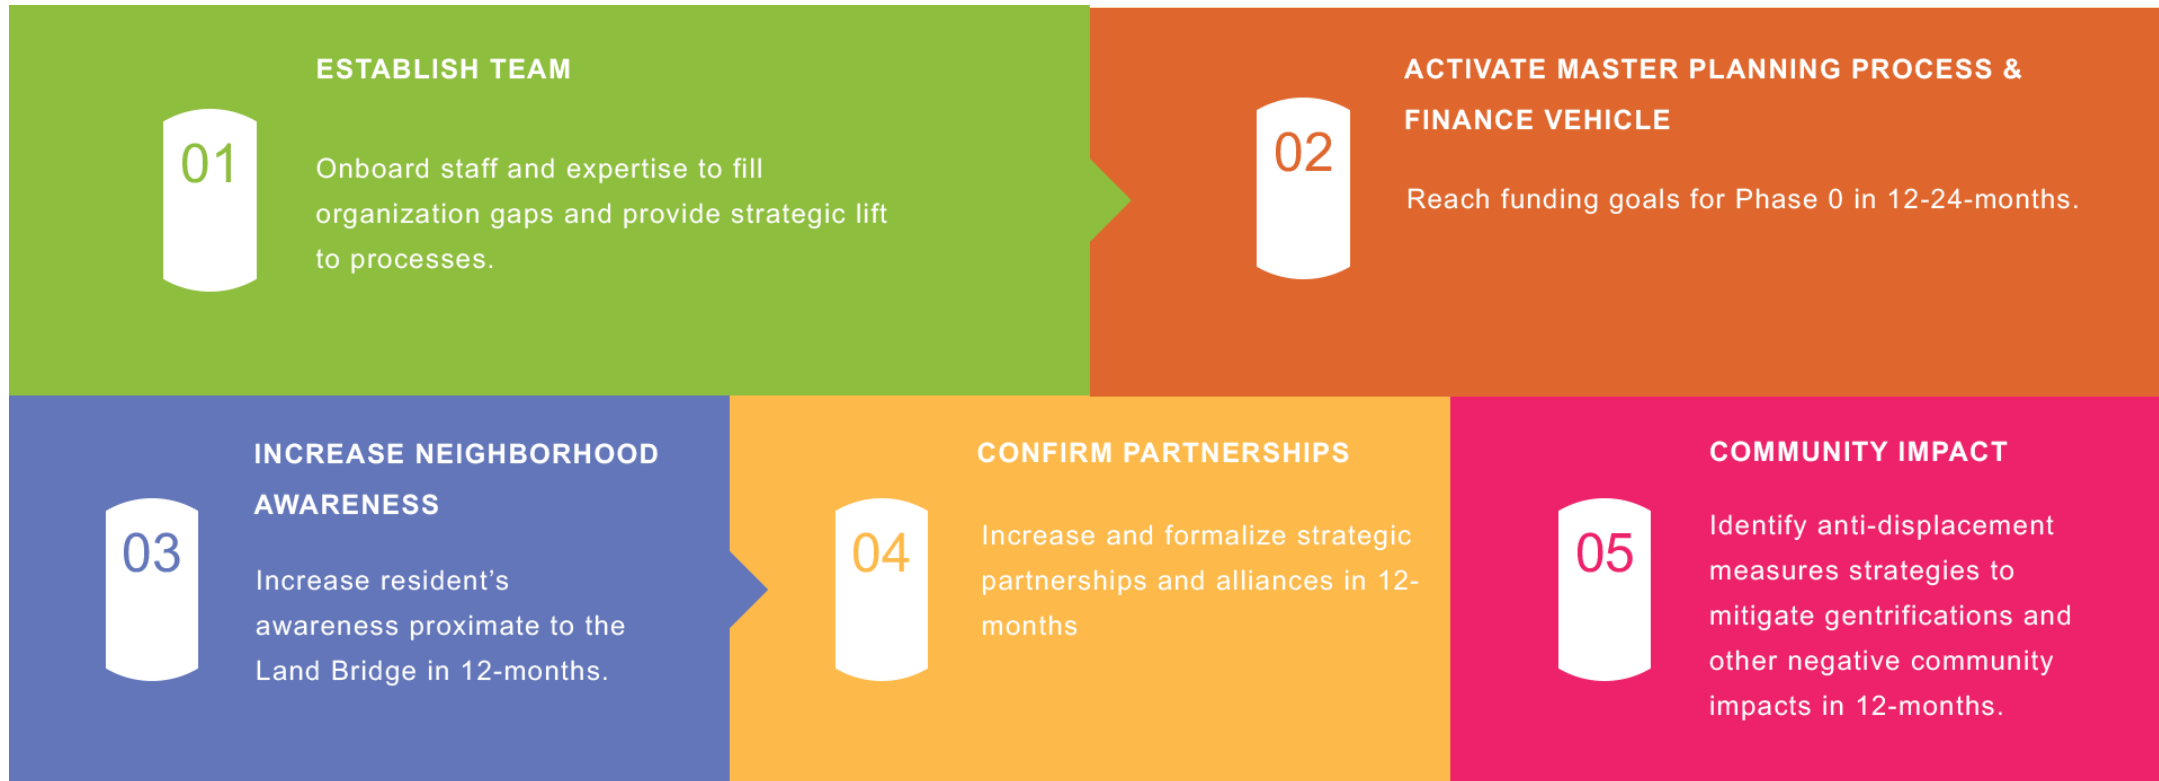 01
ESTABLISH TEAM
Onboard staff and expertise to fill
organization gaps and provide strategic lift
to processes.
02
ACTIVATE MASTER PLANNING PROCESS &
FINANCE VEHICLE
Reach funding goals for Phase 0 in 12-24-months.
03
INCREASE NEIGHBORHOOD
AWARENESS
Increase resident’s
awareness proximate to the
Land Bridge in 12-months.
04
CONFIRM PARTNERSHIPS
Increase and formalize strategic
partnerships and alliances in 12-
months
05
COMMUNITY IMPACT
Identify anti-displacement
measures strategies to
mitigate gentrifications and
other negative community
impacts in 12-months.